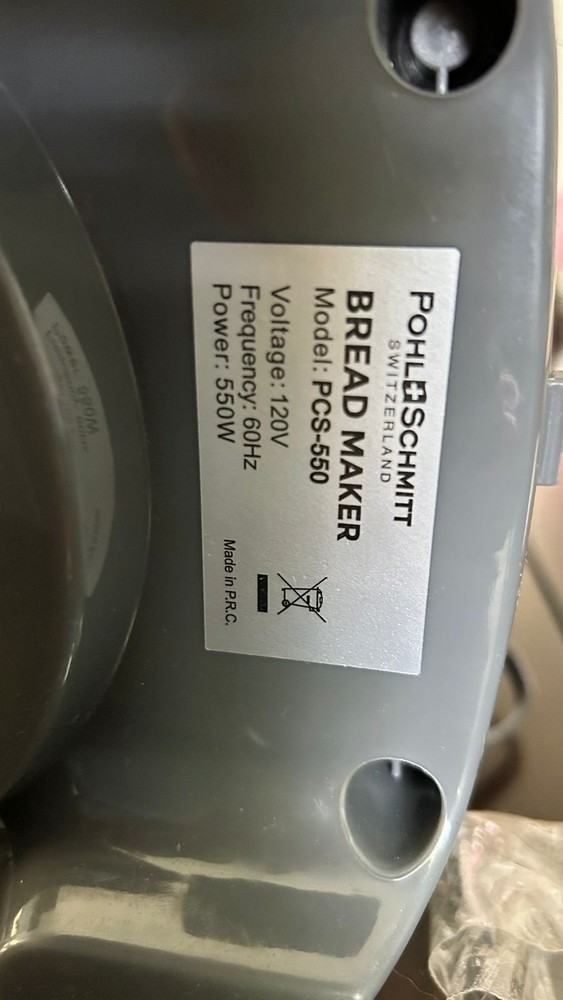 POHL+SCHMITT
SWITZERLAND
BREAD MAKER
Model: PCS-550
Voltage: 120V
Frequency: 60Hz
Power: 550W
Made in P.R.C.